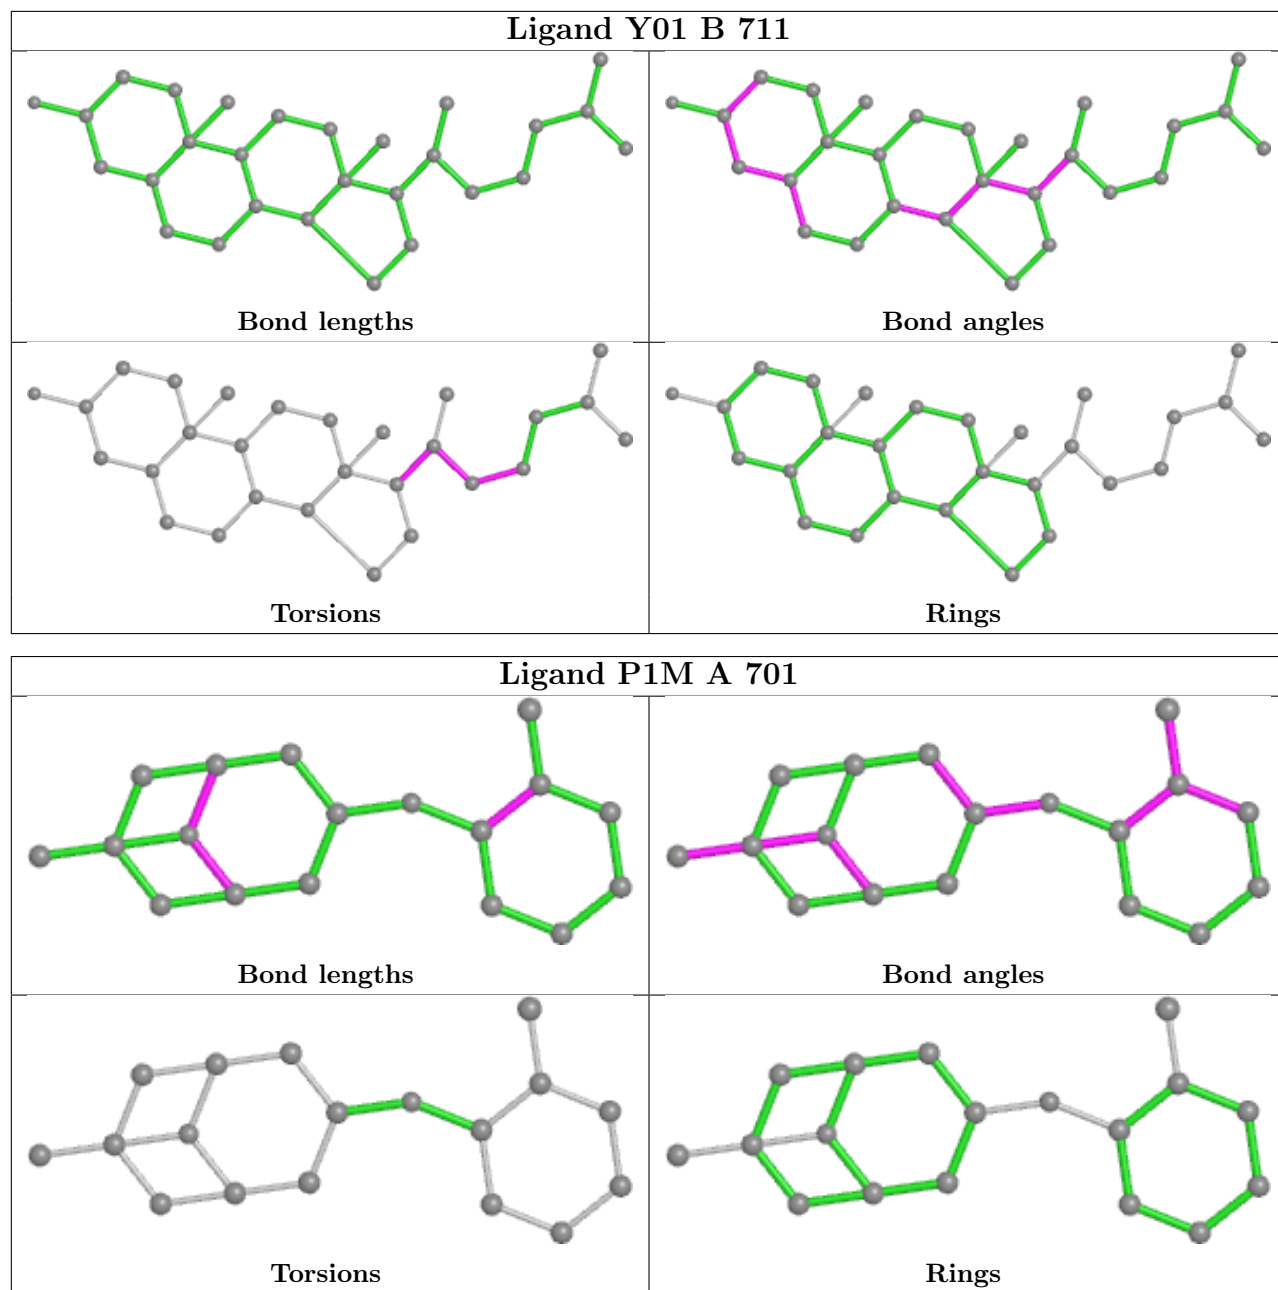 Ligand Y01 B 711
Bond lengths
Bond angles
Torsions
Rings
Ligand P1M A 701
Bond lengths
Bond angles
Torsions
Rings